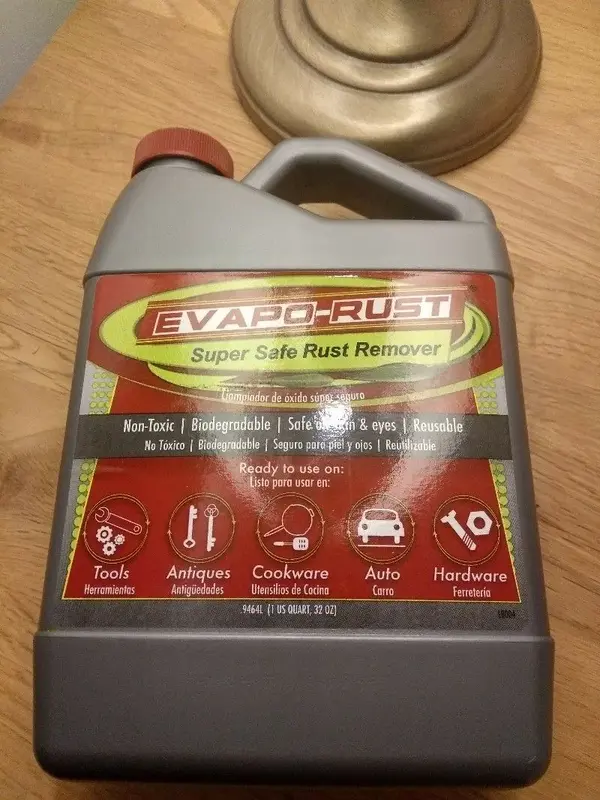 EVAPO-RUST
Super Safe Rust Remover
Limpiador de óxido súper seguro
Non-Toxic | Biodegradable | Safe on skin & eyes | Reusable
No Tóxico | Biodegradable | Seguro para piel y ojos | Reutilizable
Ready to use on:
Listo para usar en:
Tools Antiques Cookware Auto Hardware
Herramientas Antigüedades Utensilios de Cocina Carro Ferretería
.9464L (1 US QUART, 32 OZ)